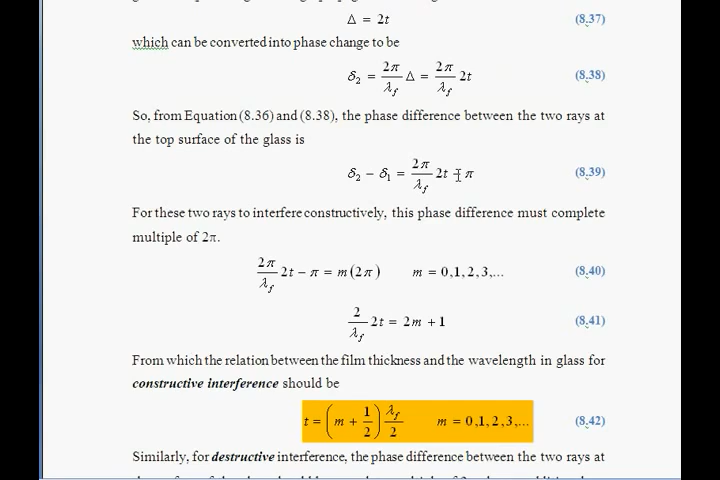 Δ = 2t (8.37)
which can be converted into phase change to be
δ₂ = 2π/λ_f Δ = 2π/λ_f 2t (8.38)
So, from Equation (8.36) and (8.38), the phase difference between the two rays at
the top surface of the glass is
δ₂ − δ₁ = 2π/λ_f 2t − π (8.39)
For these two rays to interfere constructively, this phase difference must complete
multiple of 2π.
2π/λ_f 2t − π = m(2π) m = 0,1,2,3,... (8.40)
2/λ_f 2t = 2m + 1 (8.41)
From which the relation between the film thickness and the wavelength in glass for
constructive interference should be
t = (m + 1/2) λ_f/2 m = 0,1,2,3,... (8.42)
Similarly, for destructive interference, the phase difference between the two rays at